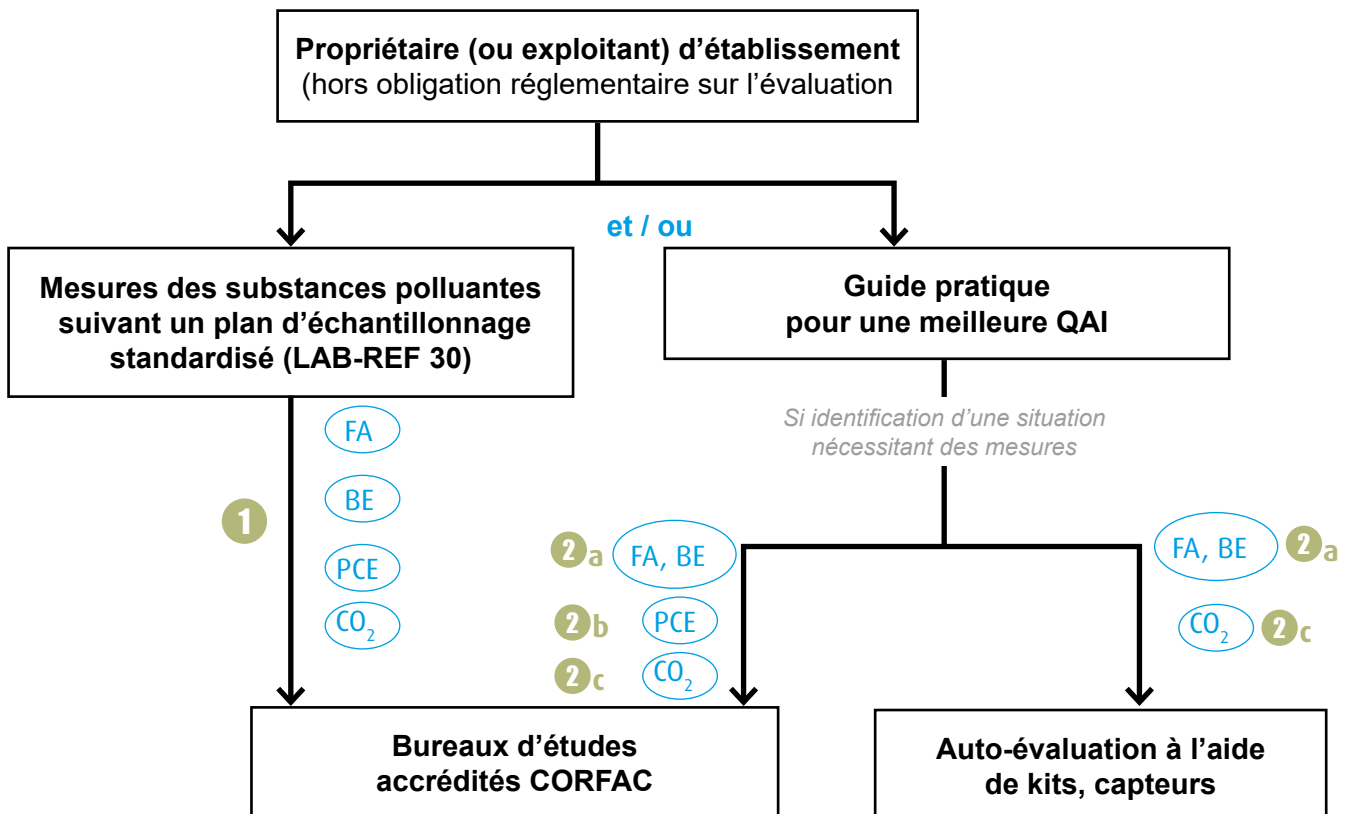 Propriétaire (ou exploitant) d'établissement
(hors obligation réglementaire sur l'évaluation
et / ou
Mesures des substances polluantes
suivant un plan d'échantillonnage
standardisé (LAB-REF 30)
Guide pratique
pour une meilleure QAI
Si identification d'une situation
nécessitant des mesures
1
FA
BE
PCE
CO₂
2a FA, BE
2b PCE
2c CO₂
FA, BE 2a
CO₂ 2c
Bureaux d'études
accrédités CORFAC
Auto-évaluation à l'aide
de kits, capteurs